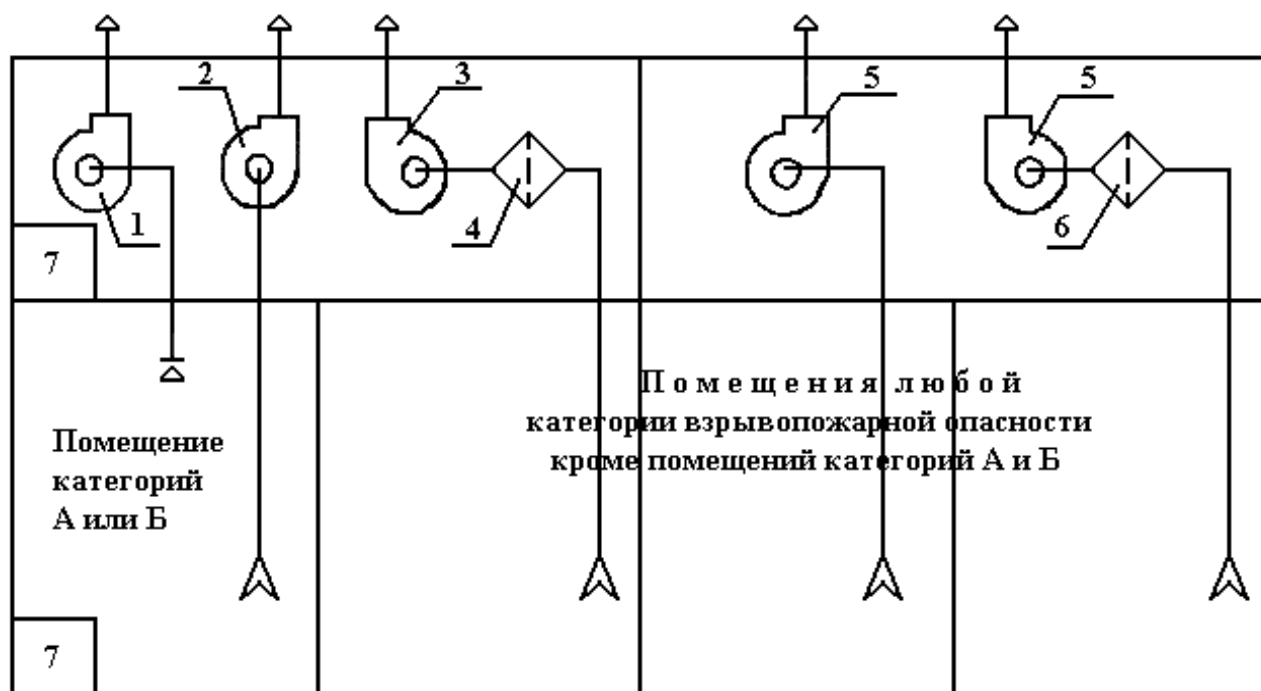 2
3
5
5
1
4
6
7
П о м е щ е н и я л ю б о й
категории взрывопожарной опасности
кроме помещений категорий А и Б
Помещение
категорий
А или Б
7